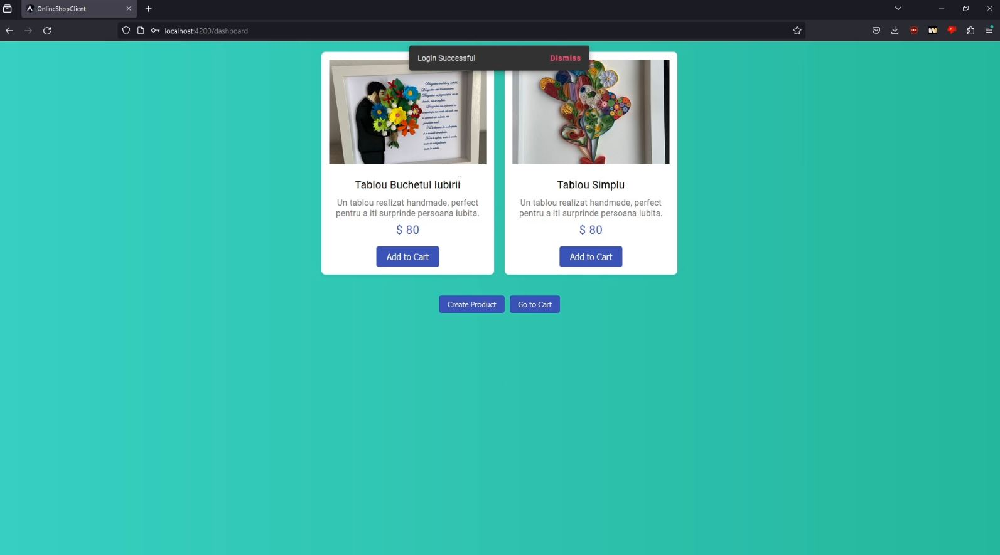 OnlineShopClient
localhost:4200/dashboard
Login Successful
Dismiss
Tablou Buchetul Iubirii
Un tablou realizat handmade, perfect
pentru a iti surprinde persoana iubita.
$ 80
Add to Cart
Tablou Simplu
Un tablou realizat handmade, perfect
pentru a iti surprinde persoana iubita.
$ 80
Add to Cart
Create Product
Go to Cart